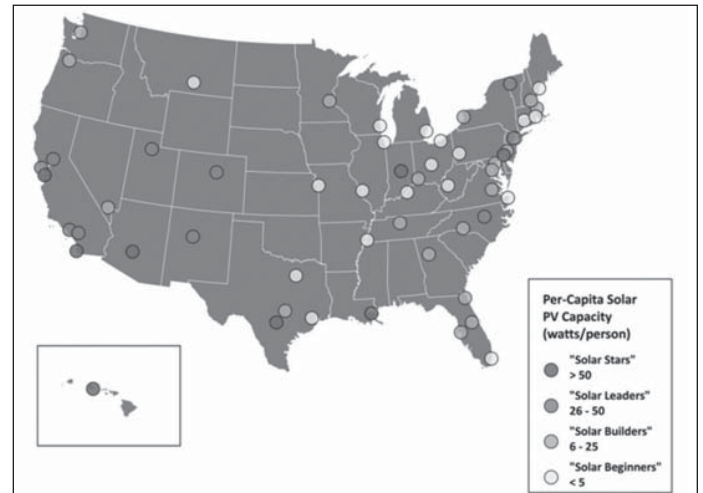 Per-Capita Solar
PV Capacity
(watts/person)
"Solar Stars"
> 50
"Solar Leaders"
26 - 50
"Solar Builders"
6 - 25
"Solar Beginners"
< 5